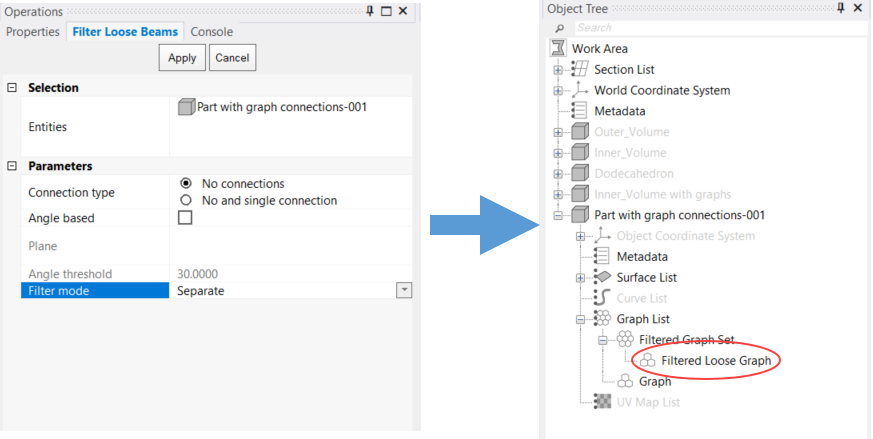 Operations
Properties Filter Loose Beams Console
Apply Cancel
Selection
Entities Part with graph connections-001
Parameters
Connection type No connections
No and single connection
Angle based
Plane
Angle threshold 30.0000
Filter mode Separate
Object Tree
Search
Work Area
Section List
World Coordinate System
Metadata
Outer_Volume
Inner_Volume
Dodecahedron
Inner_Volume with graphs
Part with graph connections-001
Object Coordinate System
Metadata
Surface List
Curve List
Graph List
Filtered Graph Set
Filtered Loose Graph
Graph
UV Map List